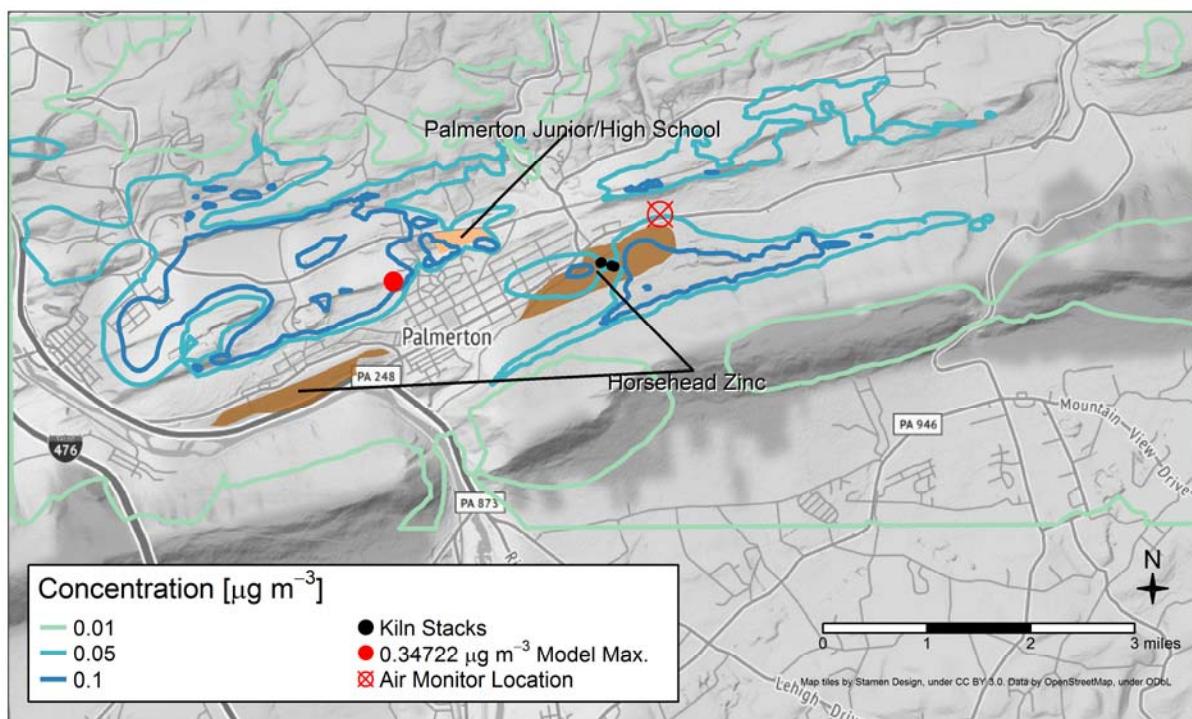 Palmerton Junior/High School
Palmerton
PA 248
Horsehead Zinc
476
PA 946
Mountain View Drive
PA 873
Concentration [μg m⁻³]
0.01
0.05
0.1
Kiln Stacks
0.34722 μg m⁻³ Model Max.
Air Monitor Location
N
0 1 2 3 miles
Lehigh Drive
Map tiles by Stamen Design, under CC BY 3.0. Data by OpenStreetMap, under ODbL